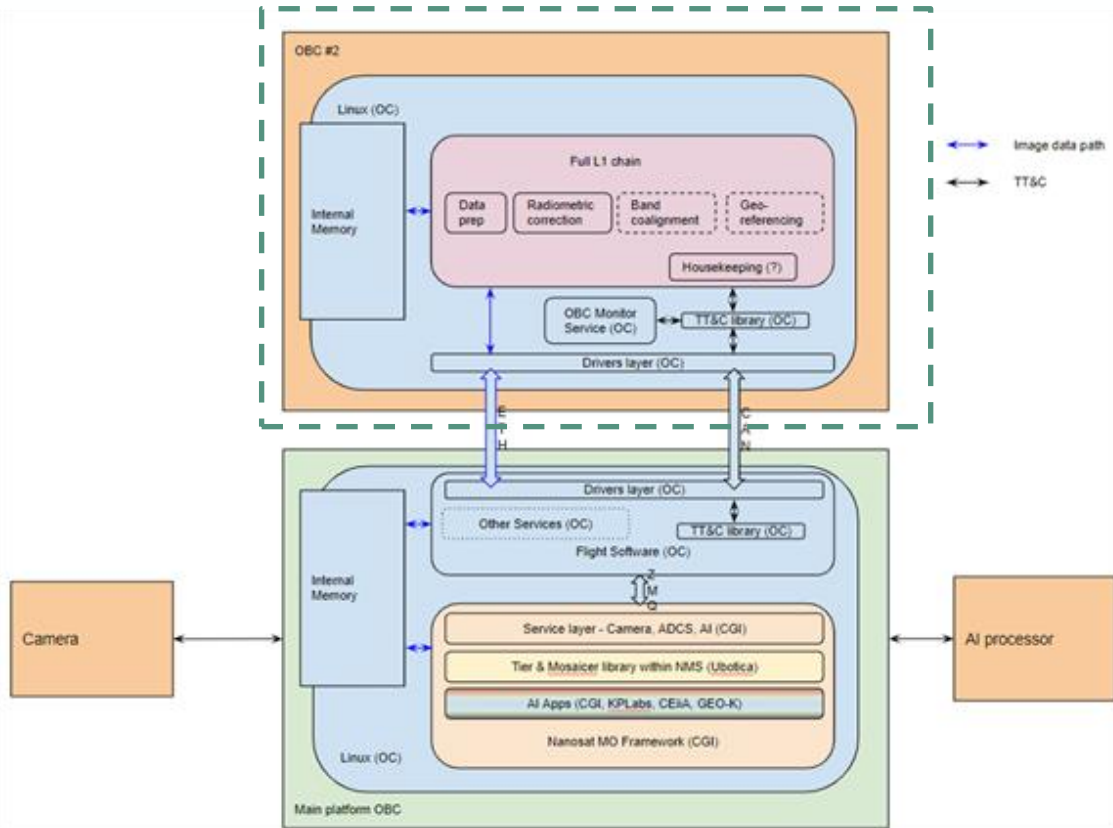 OBC #2
Linux (OC)
Internal
Memory
Full L1 chain
Data
prep
Radiometric
correction
Band
coalignment
Geo-
referencing
Housekeeping (?)
OBC Monitor
Service (OC)
TT&C library (OC)
Drivers layer (OC)
Image data path
TT&C
E
T
H
C
A
N
Drivers layer (OC)
Other Services (OC)
TT&C library (OC)
Flight Software (OC)
Internal
Memory
Z
M
Q
Service layer - Camera, ADCS, AI (CGI)
Tier & Mosaicer library within NMS (Ubotica)
AI Apps (CGI, KPLabs, CEiiA, GEO-K)
Nanosat MO Framework (CGI)
Linux (OC)
Main platform OBC
Camera
AI processor